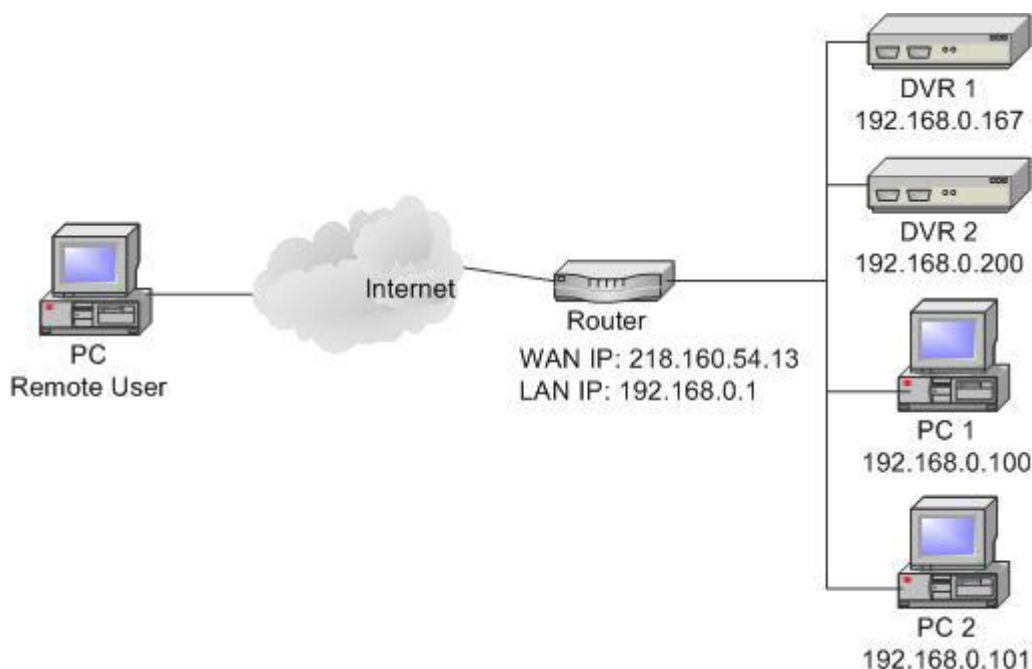 DVR 1
192.168.0.167
DVR 2
192.168.0.200
Internet
Router
WAN IP: 218.160.54.13
LAN IP: 192.168.0.1
PC
Remote User
PC 1
192.168.0.100
PC 2
192.168.0.101